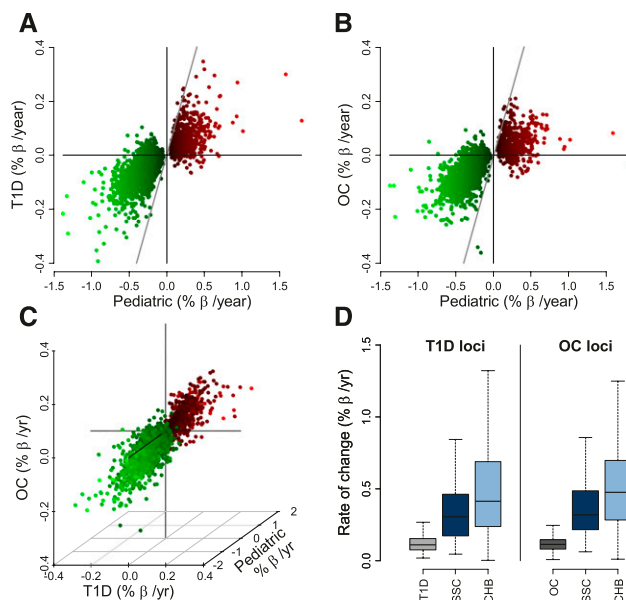 A
0.4
0.2
0.0
-0.2
-0.4
T1D (% β /year)
-1.5 -1.0 -0.5 0.0 0.5 1.0 1.5
Pediatric (% β /year)
B
0.4
0.2
0.0
-0.2
-0.4
OC (% β /year)
-1.5 -1.0 -0.5 0.0 0.5 1.0 1.5
Pediatric (% β /year)
C
0.4
0.2
0.0
-0.2
-0.4
OC (% β /yr)
-0.4 -0.2 0.0 0.2 0.4
T1D (% β /yr)
-2 -1 0 1 2
Pediatric
% β /yr
D
T1D loci OC loci
1.5
1.0
0.5
0.0
Rate of change (% β /yr)
T1D SSC CHB OC SSC CHB